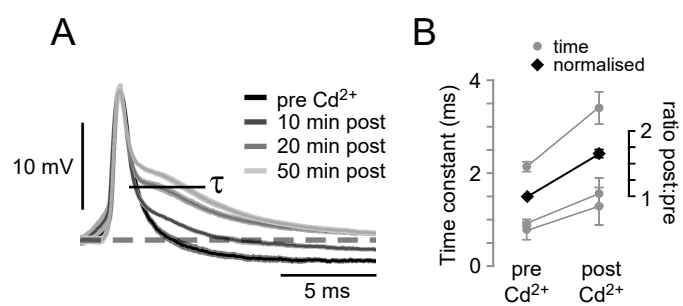 A
pre Cd²⁺
10 min post
20 min post
50 min post
10 mV
τ
5 ms
B
time
normalised
Time constant (ms)
4
2
0
2
1
ratio post:pre
pre
Cd²⁺
post
Cd²⁺